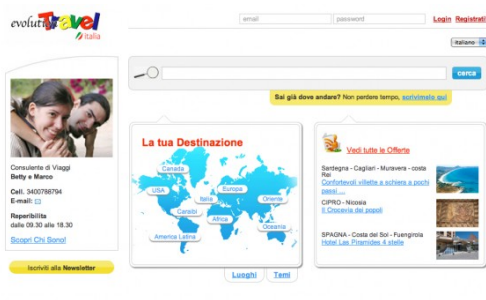 evolution Travel
italia
email
password
Login Registrati
italiano
cerca
Sai già dove andare? Non perdere tempo, scrivimelo qui
Consulente di Viaggi
Betty e Marco
Cell. 3400788794
E-mail:
Raperibilita
dalle 09.30 alle 18.30
Scopri Chi Sono!
Iscriviti alla Newsletter
La tua Destinazione
Canada
USA
Europa
Italia
Oriente
Caraibi
Africa
America Latina
Oceania
Luoghi
Temi
Vedi tutte le Offerte
Sardegna - Cagliari - Muravera - costa
Rei
Confortevoli villette a schiera a pochi
passi ...
CIPRO - Nicosia
Il Crocevia dei popoli
SPAGNA - Costa del Sol - Fuengirola
Hotel Las Piramides 4 stelle